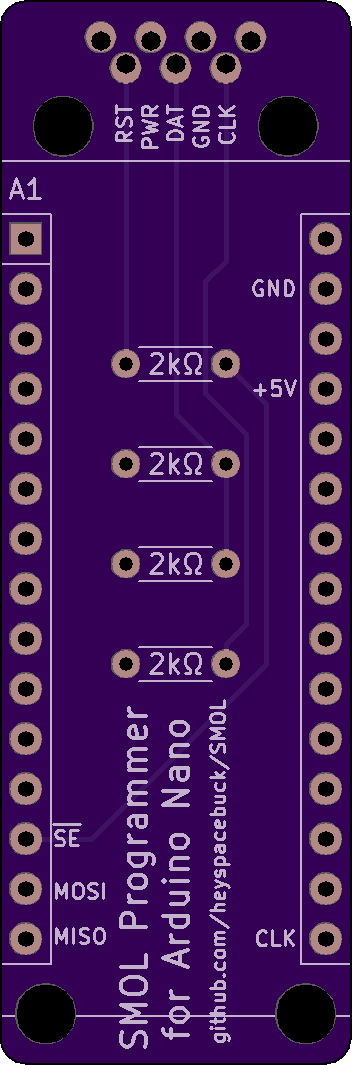 RST
PWR
DAT
GND
CLK
A1
GND
2kΩ
+5V
2kΩ
2kΩ
2kΩ
SE
MOSI
MISO
CLK
SMOL Programmer
for Arduino Nano
github.com/heyspacebuck/SMOL